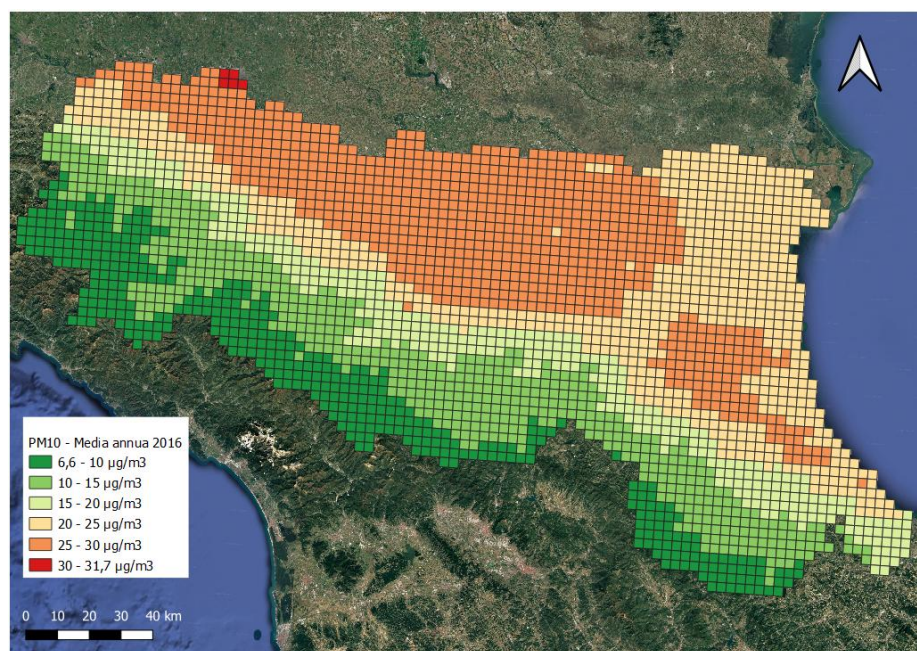 PM10 - Media annua 2016
6,6 - 10 µg/m3
10 - 15 µg/m3
15 - 20 µg/m3
20 - 25 µg/m3
25 - 30 µg/m3
30 - 31,7 µg/m3
0 10 20 30 40 km